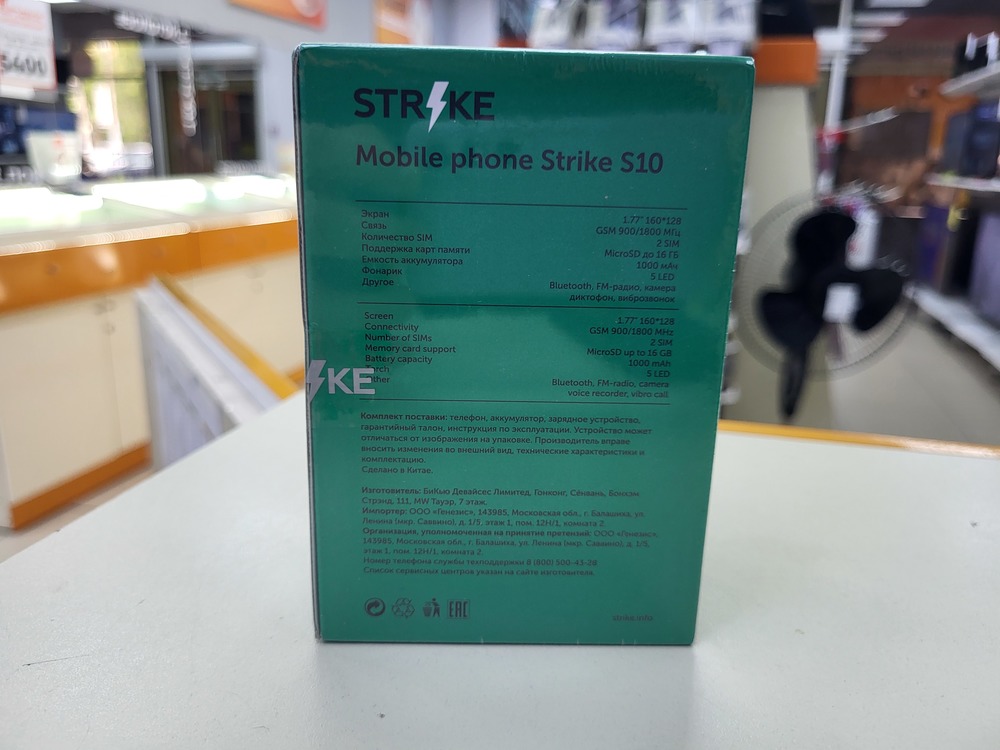 5400
STRIKE
Mobile phone Strike S10
Экран 1.77" 160*128
Связь GSM 900/1800 МГц
Количество SIM 2 SIM
Поддержка карт памяти MicroSD до 16 ГБ
Емкость аккумулятора 1000 мАч
Фонарик 5 LED
Другое Bluetooth, FM-радио, камера
диктофон, виброзвонок
Screen 1.77" 160*128
Connectivity GSM 900/1800 MHz
Number of SIMs 2 SIM
Memory card support MicroSD up to 16 GB
Battery capacity 1000 mAh
Torch 5 LED
Other Bluetooth, FM-radio, camera
voice recorder, vibro call
KE
Комплект поставки: телефон, аккумулятор, зарядное устройство,
гарантийный талон, инструкция по эксплуатации. Устройство может
отличаться от изображения на упаковке. Производитель вправе
вносить изменения во внешний вид, технические характеристики и
комплектацию.
Сделано в Китае.
Изготовитель: БиКью Девайсес Лимитед, Гонконг, Сёнвань, Бонхэм
Стрэнд, 111, MW Тауэр, 7 этаж.
Импортер: ООО «Генезис», 143985, Московская обл., г. Балашиха, ул.
Ленина (мкр. Саввино), д. 1/5, этаж 1, пом. 12Н/1, комната 2.
Организация, уполномоченная на принятие претензий: ООО «Генезис»,
143985, Московская обл., г. Балашиха, ул. Ленина (мкр. Саввино), д. 1/5,
этаж 1, пом. 12Н/1, комната 2.
Номер телефона службы техподдержки 8 (800) 500-43-28
Список сервисных центров указан на сайте изготовителя.
EAC